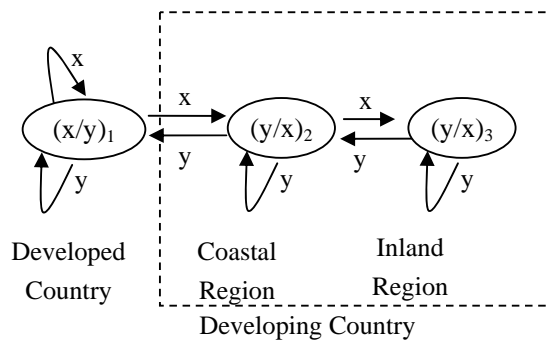 x
x
x
(x/y)1
(y/x)2
(y/x)3
y
y
y
y
y
Developed
Country
Coastal
Region
Inland
Region
Developing Country